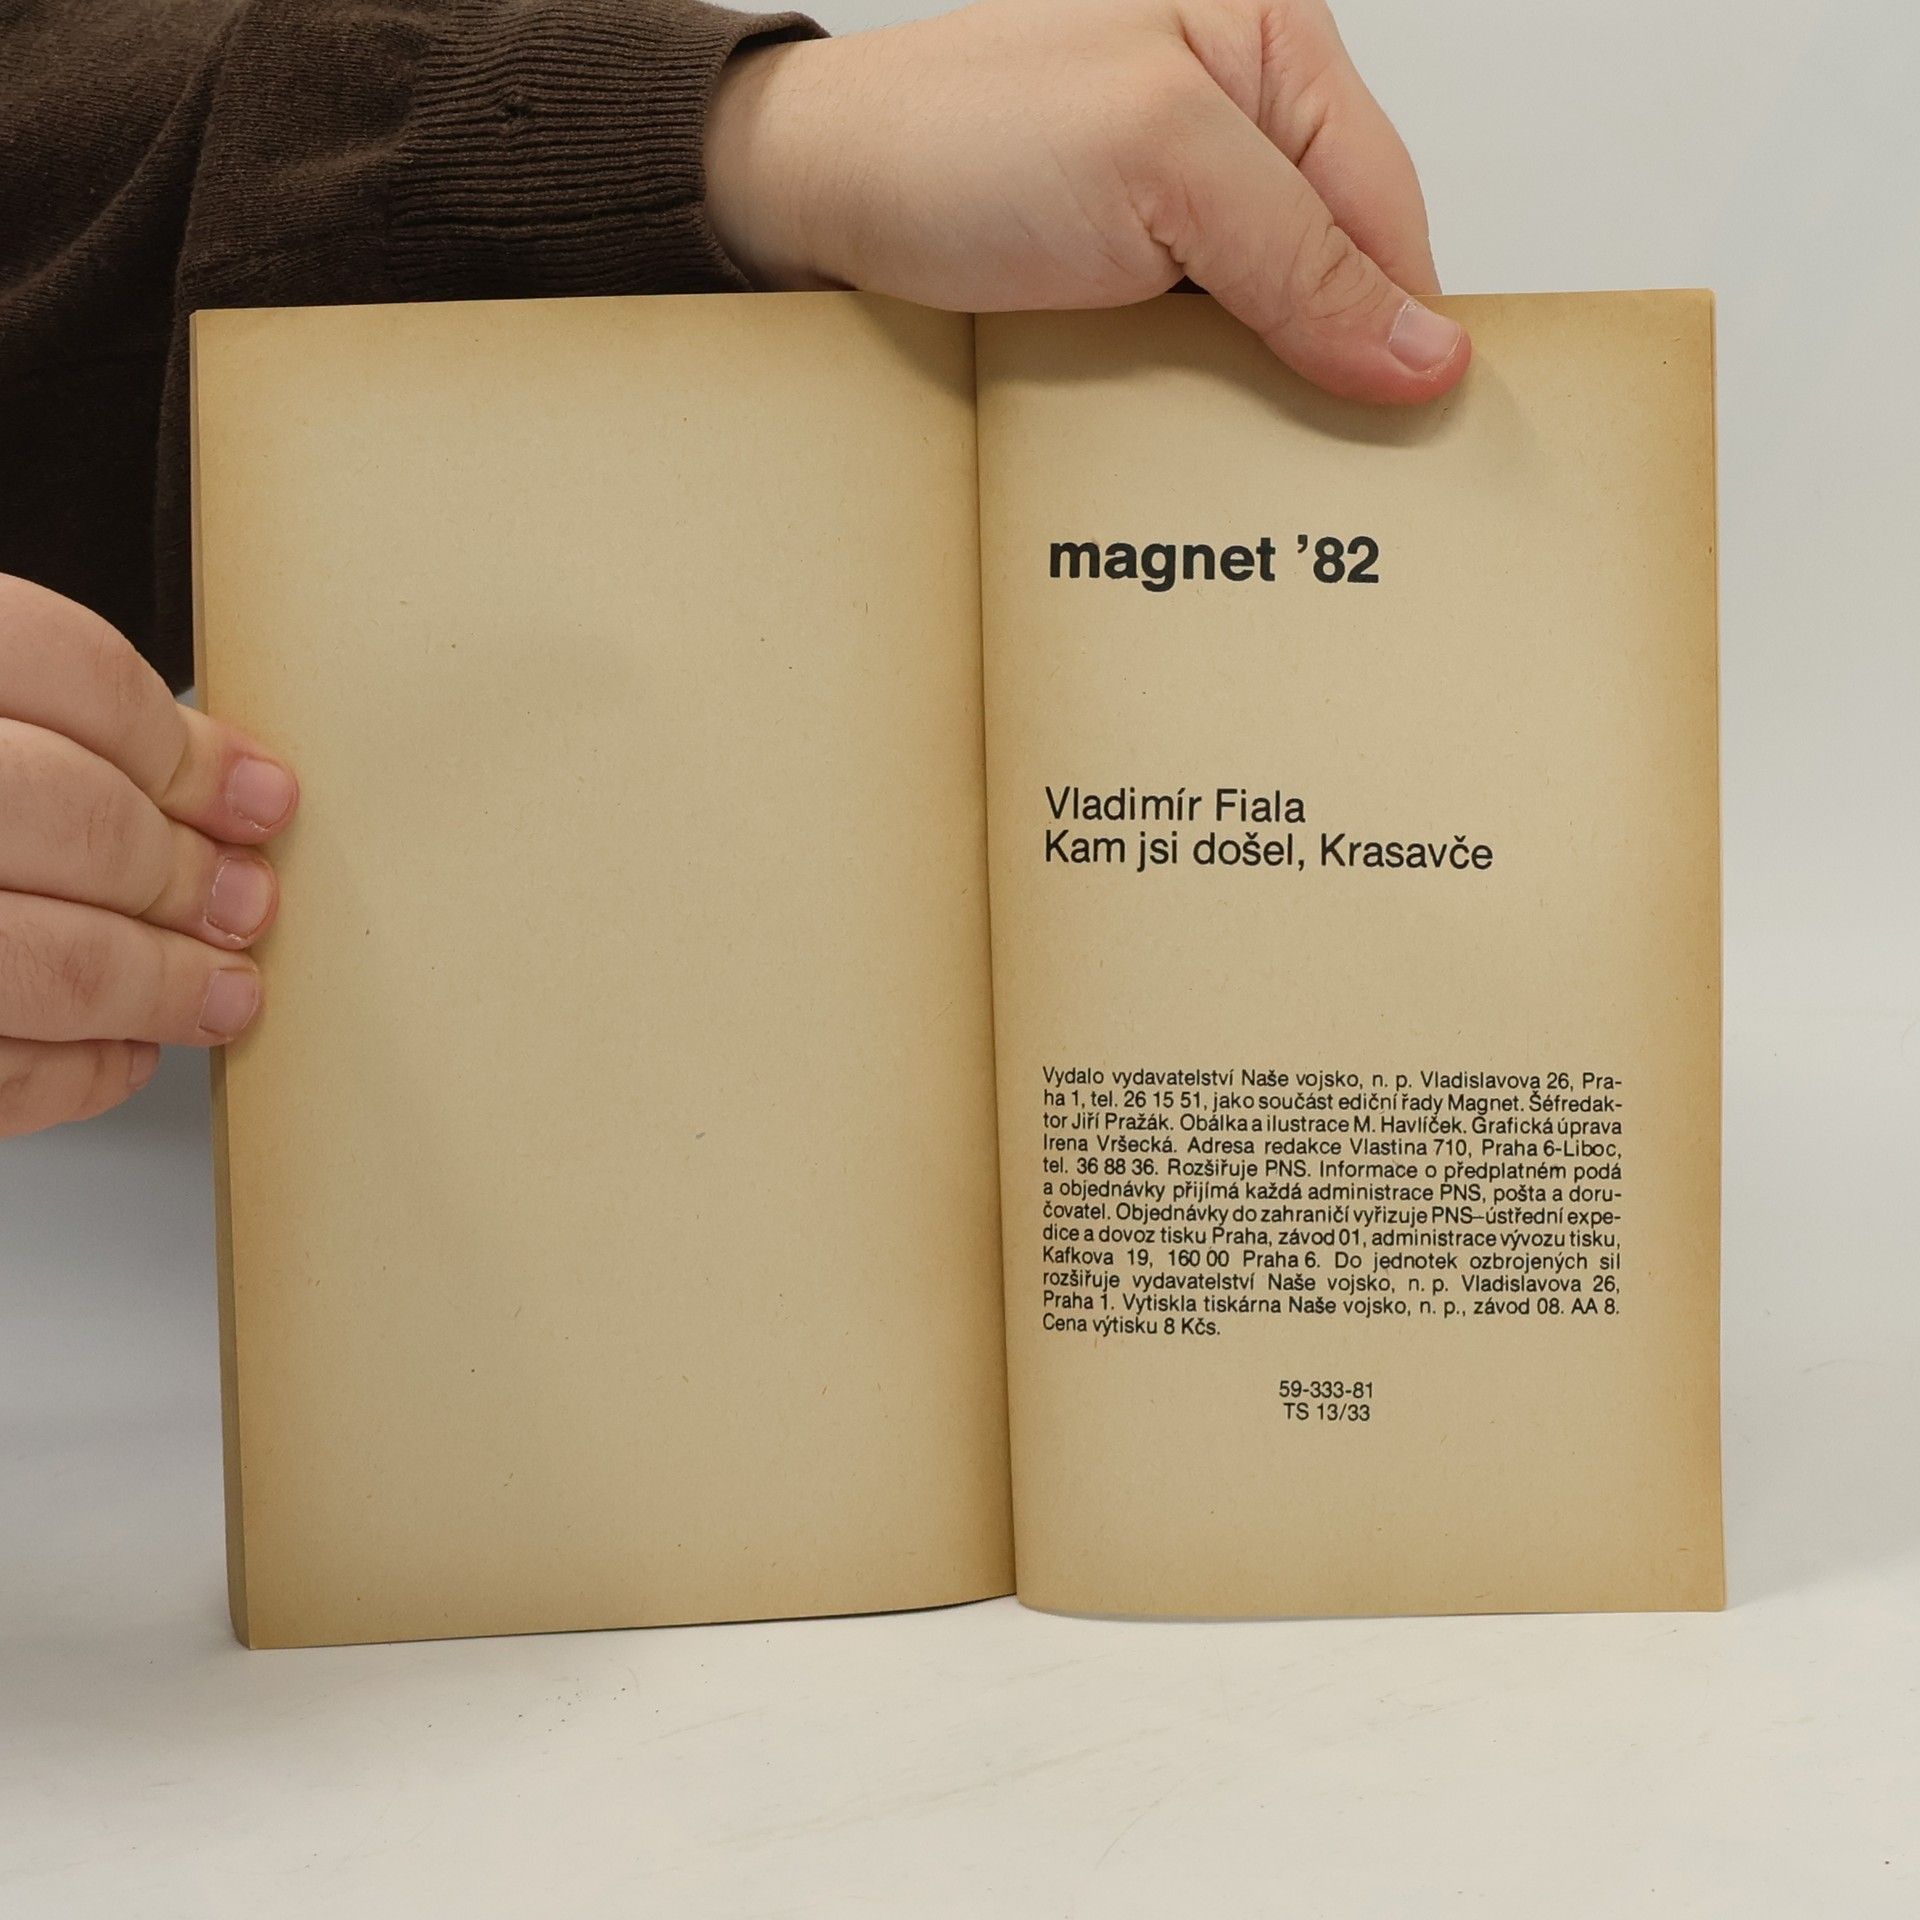 magnet ’82
Vladimír Fiala
Kam jsi došel, Krasavče
Vydalo vydavatelství Naše vojsko, n. p. Vladislavova 26, Pra-
ha 1, tel. 26 15 51, jako součást ediční řady Magnet. Šéfredak-
tor Jiří Pražák. Obálka a ilustrace M. Havlíček. Grafická úprava
Irena Vršecká. Adresa redakce Vlastina 710, Praha 6-Liboc,
tel. 36 88 36. Rozšiřuje PNS. Informace o předplatném podá
a objednávky přijímá každá administrace PNS, pošta a doru-
čovatel. Objednávky do zahraničí vyřizuje PNS–ústřední expe-
dice a dovoz tisku Praha, závod 01, administrace vývozu tisku,
Kafkova 19, 160 00 Praha 6. Do jednotek ozbrojených sil
rozšiřuje vydavatelství Naše vojsko, n. p. Vladislavova 26,
Praha 1. Vytiskla tiskárna Naše vojsko, n. p., závod 08. AA 8.
Cena výtisku 8 Kčs.
59-333-81
TS 13/33